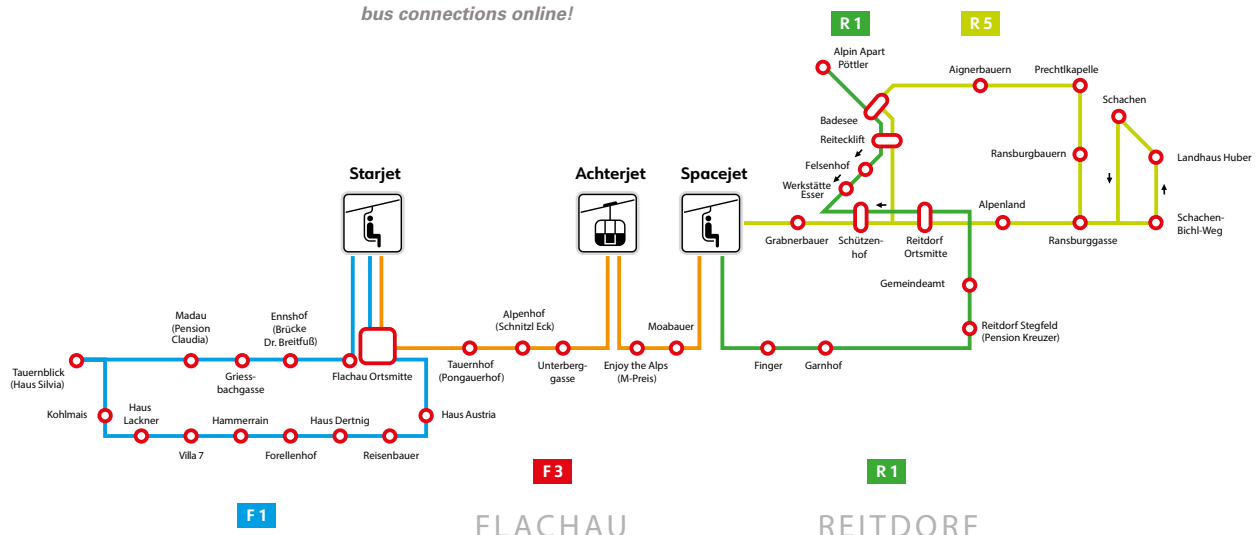 bus connections online!
R 1
R 5
Alpin Apart
Pöttler
Aignerbauern
Prechtlkapelle
Schachen
Badesee
Reitecklift
Ransburgbauern
Landhaus Huber
Felsenhof
Werkstätte
Esser
Starjet
Achterjet
Spacejet
Alpenland
Grabnerbauer
Schützen-
hof
Reitdorf
Ortsmitte
Ransburggasse
Schachen-
Bichl-Weg
Gemeindeamt
Madau
(Pension
Claudia)
Ennshof
(Brücke
Dr. Breitfuß)
Alpenhof
(Schnitzl Eck)
Moabauer
Reitdorf Stegfeld
(Pension Kreuzer)
Tauernblick
(Haus Silvia)
Griess-
bachgasse
Flachau Ortsmitte
Tauernhof
(Pongauerhof)
Unterberg-
gasse
Enjoy the Alps
(M-Preis)
Finger
Garnhof
Kohlmais
Haus
Lackner
Hammerrain
Haus Dertnig
Haus Austria
Villa 7
Forellenhof
Reisenbauer
F 3
R 1
F 1
FLACHAU
REITDORF